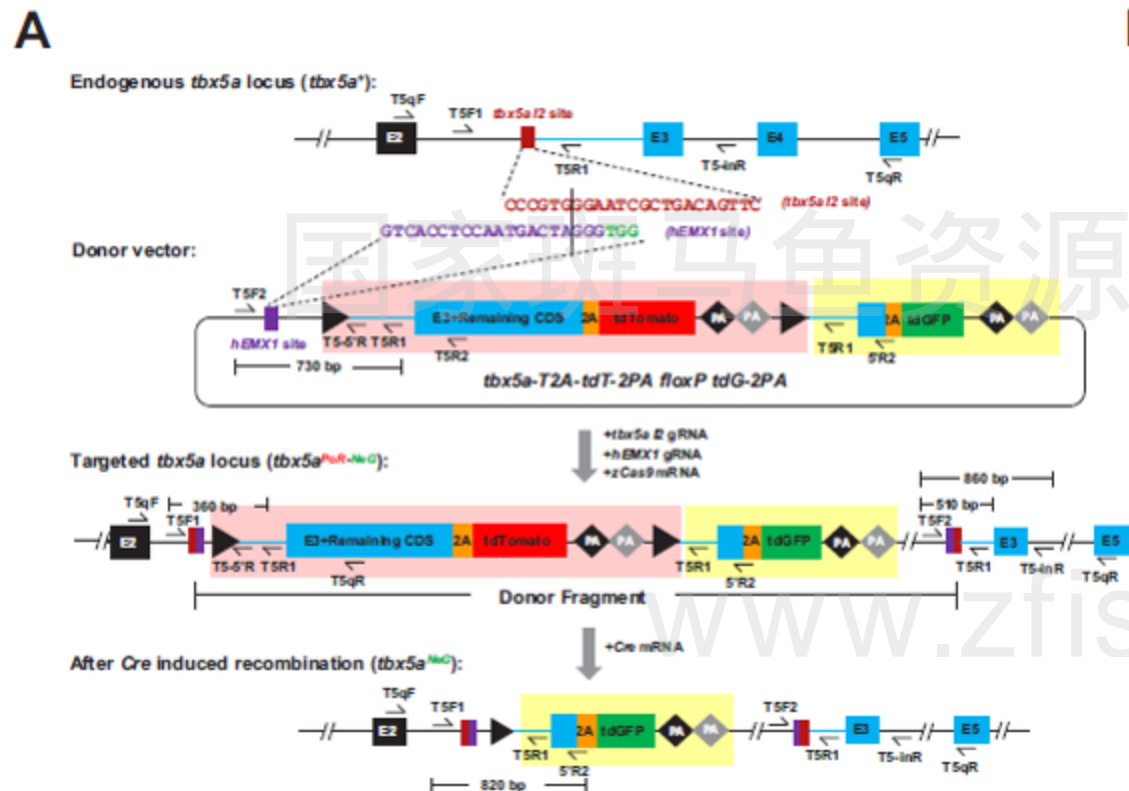 A
Endogenous tbx5a locus (tbx5a+):
T5qF
T5F1
tbx5a I2 site
E2
E3
E4
E5
T5R1
T5-inR
T5qR
CCCGTGGGAATCGCTGACAGTTC
(tbx5a I2 site)
GTCACCTCCAATGACTAGGGTGG
(hEMX1 site)
国家斑马鱼资源
Donor vector:
T5F2
E3+Remaining CDS
2A
tdTomato
PA
PA
2A
tdGFP
PA
PA
hEMX1 site
T5-5'R
T5R1
T5R2
T5R1
5'R2
730 bp
tbx5a-T2A-tdT-2PA floxP tdG-2PA
+tbx5a I2 gRNA
+hEMX1 gRNA
+zCas9 mRNA
Targeted tbx5a locus (tbx5aPoR-NeG):
860 bp
T5qF
360 bp
510 bp
T5F1
T5F2
E2
E3+Remaining CDS
2A
tdTomato
PA
PA
2A
tdGFP
PA
PA
E3
E5
T5-5'R
T5R1
T5qR
T5R1
5'R2
T5R1
T5-inR
T5qR
Donor Fragment
www.zfis
+Cre mRNA
After Cre induced recombination (tbx5aNeG):
T5qF
T5F1
T5F2
E2
2A
tdGFP
PA
PA
E3
E5
T5R1
5'R2
T5R1
T5-inR
T5qR
820 bp